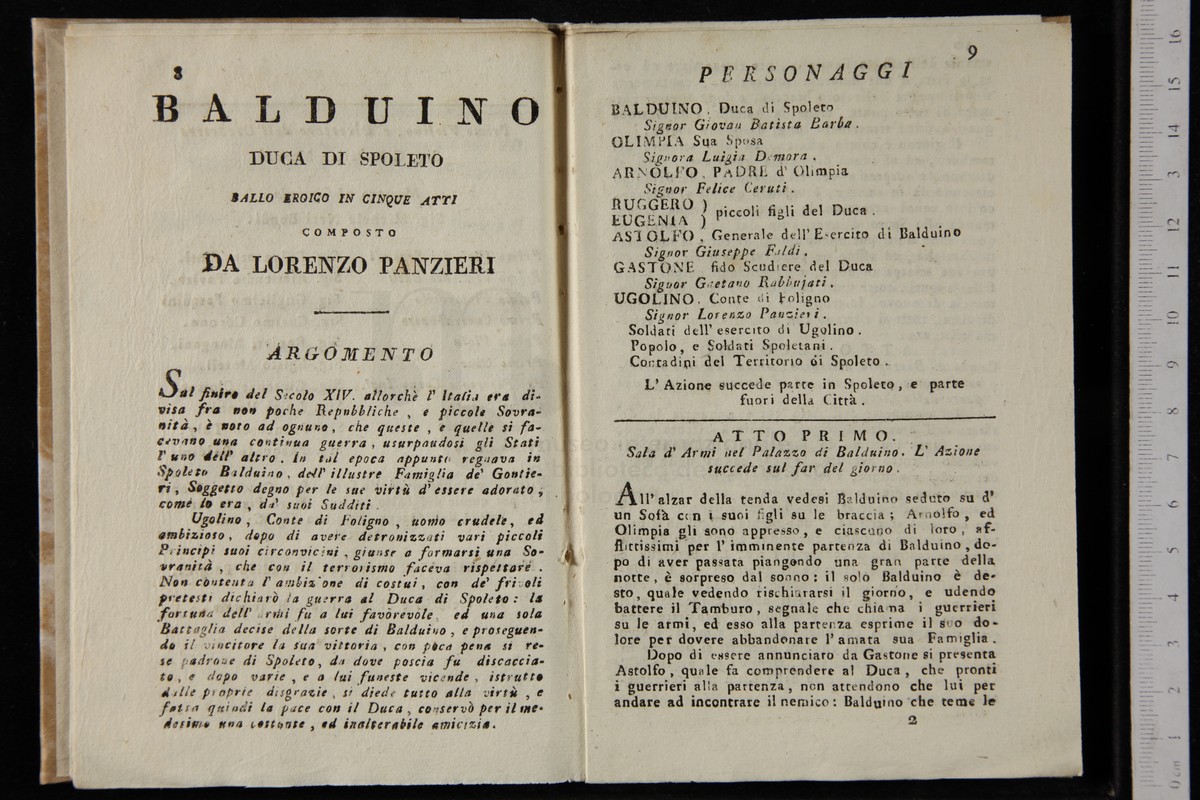 8
BALDUINO
DUCA DI SPOLETO
BALLO EROICO IN CINQUE ATTI
COMPOSTO
DA LORENZO PANZIERI
ARGOMENTO
Sul finire del Secolo XIV. allorchè l' Italia era di-
visa fra non poche Repubbliche , e piccole Sovra-
nità , è noto ad ognuno , che queste , e quelle si fa-
cevano una continua guerra , usurpandosi gli Stati
l' uno dell' altro . In tal epoca appunto regnava in
Spoleto Balduino , dell' illustre Famiglia de' Gontie-
ri , Soggetto degno per le sue virtù d' essere adorato ,
come lo era , da' suoi Sudditi .
Ugolino , Conte di Foligno , uomo crudele, ed
ambizioso, dopo di avere detronizzati vari piccoli
Principi suoi circonvicini , giunse a formarsi una So-
vranità , che con il terrorismo faceva rispettare .
Non contenta l' ambizione di costui, con de' frivoli
pretesti dichiarò la guerra al Duca di Spoleto : la
fortuna dell' armi fu a lui favorevole ed una sola
Battaglia decise della sorte di Balduino , e proseguen-
do il vincitore la sua vittoria , con poca pena si re-
se padrone di Spoleto, da dove poscia fu discaccia-
to , e dopo varie , e a lui funeste vicende , istrutto
dalle proprie disgrazie , si diede tutto alla virtù , e
fatta quindi la pace con il Duca , conservò per il me-
desimo una costante , ed inalterabile amicizia .
9
PERSONAGGI
BALDUINO . Duca di Spoleto
Signor Giovan Batista Barba .
OLIMPIA Sua Sposa
Signora Luigia Demora .
ARNOLFO , PADRE d' Olimpia
Signor Felice Ceruti .
RUGGERO )
EUGENIA ) piccoli figli del Duca .
ASTOLFO , Generale dell' Esercito di Balduino
Signor Giuseppe Faldi .
GASTONE fido Scudiere del Duca
Signor Gaetano Rabbujati .
UGOLINO , Conte di Foligno
Signor Lorenzo Panzieri .
Soldati dell' esercito di Ugolino .
Popolo , e Soldati Spoletani .
Contadini del Territorio di Spoleto .
L' Azione succede parte in Spoleto , e parte
fuori della Città .
ATTO PRIMO.
Sala d' Armi nel Palazzo di Balduino . L' Azione
succede sul far del giorno .
All' alzar della tenda vedesi Balduino seduto su d'
un Sofà con i suoi figli su le braccia ; Arnolfo , ed
Olimpia gli sono appresso , e ciascuno di loro , af-
flittissimi per l' imminente partenza di Balduino , do-
po di aver passata piangendo una gran parte della
notte , è sorpreso dal sonno : il solo Balduino è de-
sto , quale vedendo rischiararsi il giorno , e udendo
battere il Tamburo , segnale che chiama i guerrieri
su le armi, ed esso alla partenza esprime il suo do-
lore per dovere abbandonare l' amata sua Famiglia .
Dopo di essere annunciato da Gastone si presenta
Astolfo , quale fa comprendere al Duca , che pronti
i guerrieri alla partenza , non attendono che lui per
andare ad incontrare il nemico : Balduino che teme le
2